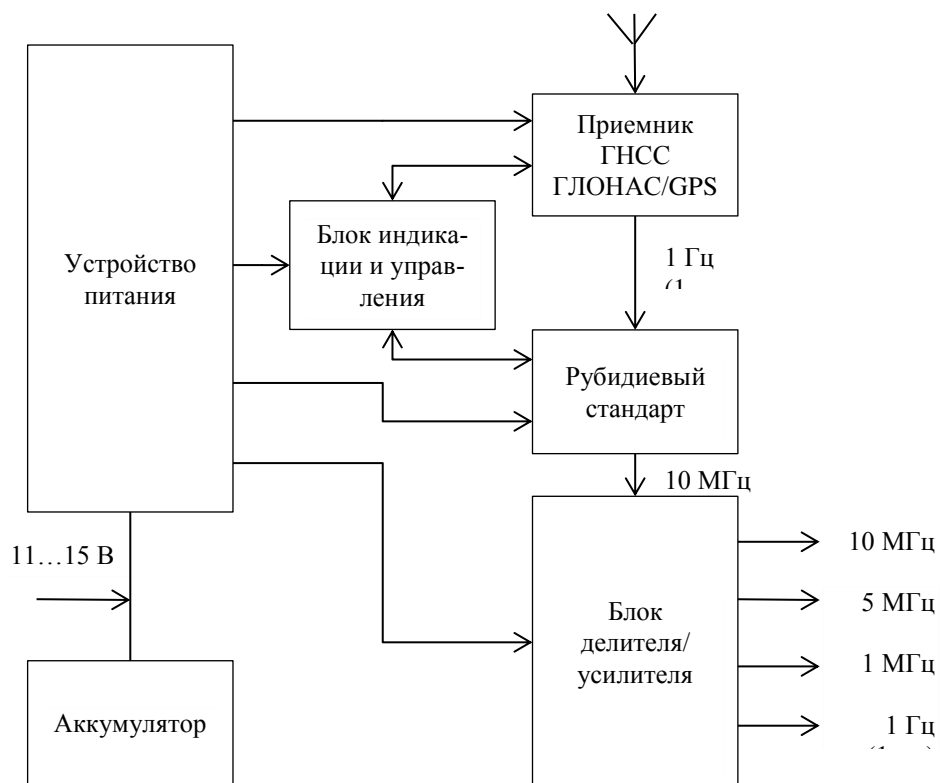 Приемник
ГНСС
ГЛОНАС/GPS
Устройство
питания
Блок индика-
ции и управ-
ления
1 Гц
Рубидиевый
стандарт
10 МГц
11…15 В
Аккумулятор
Блок
делителя/
усилителя
10 МГц
5 МГц
1 МГц
1 Гц